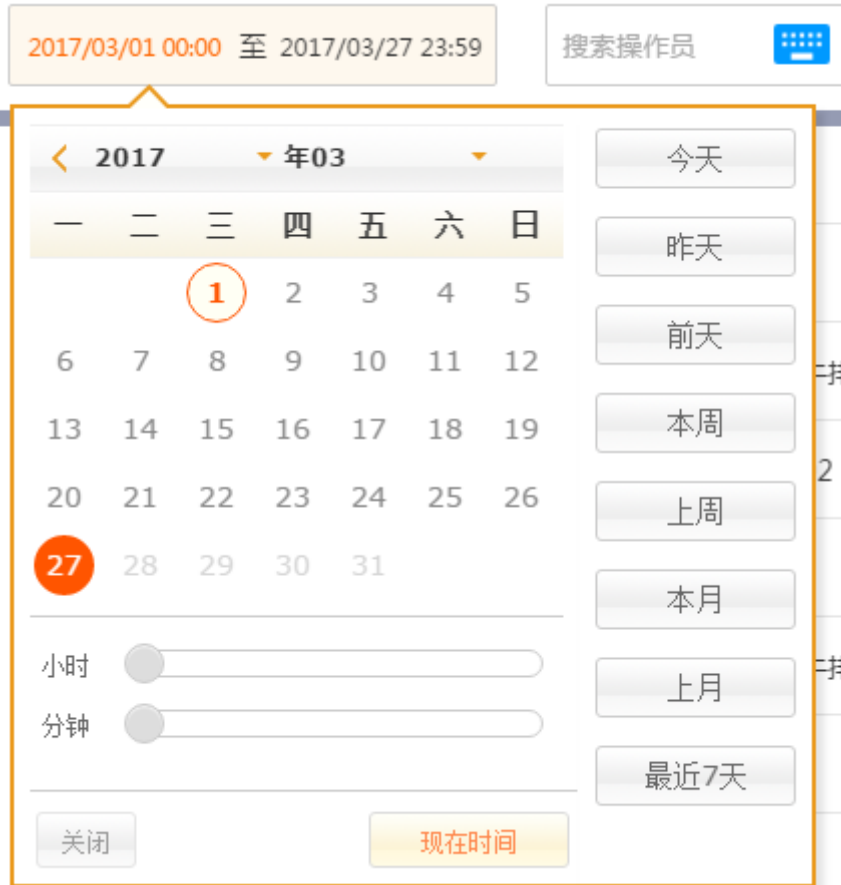 2017/03/01 00:00 至 2017/03/27 23:59
搜索操作员
2017 年03
一 二 三 四 五 六 日
1 2 3 4 5
6 7 8 9 10 11 12
13 14 15 16 17 18 19
20 21 22 23 24 25 26
27 28 29 30 31
小时
分钟
关闭 现在时间
今天
昨天
前天
本周
上周
本月
上月
最近7天
2